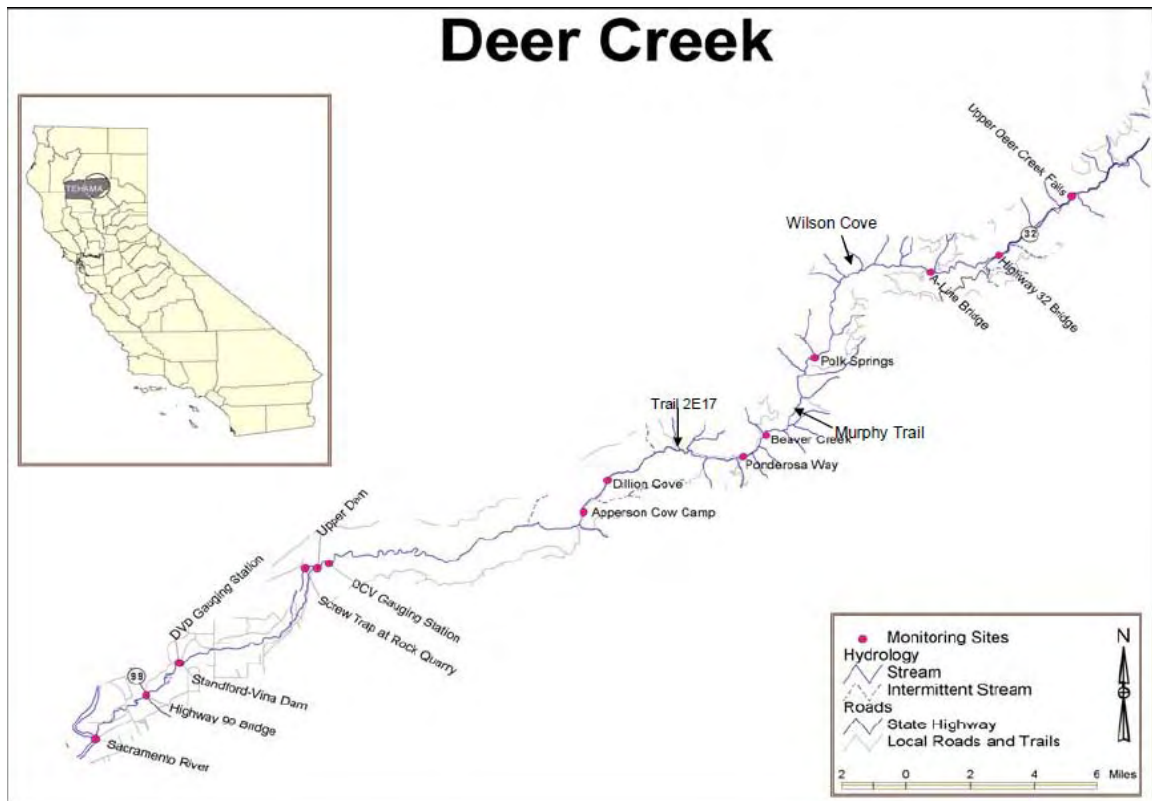 Deer Creek
TEHAMA
Upper Deer Creek Falls
Wilson Cove
32
A-Line Bridge
Highway 32 Bridge
Polk Springs
Trail 2E17
Murphy Trail
Beaver Creek
Ponderosa Way
Dillion Cove
Apperson Cow Camp
Upper Dam
DVD Gauging Station
DCV Gauging Station
Screw Trap at Rock Quarry
99
Standford-Vina Dam
Highway 99 Bridge
Sacramento River
Monitoring Sites
N
Hydrology
Stream
Intermittent Stream
Roads
State Highway
Local Roads and Trails
2 0 2 4 6 Miles